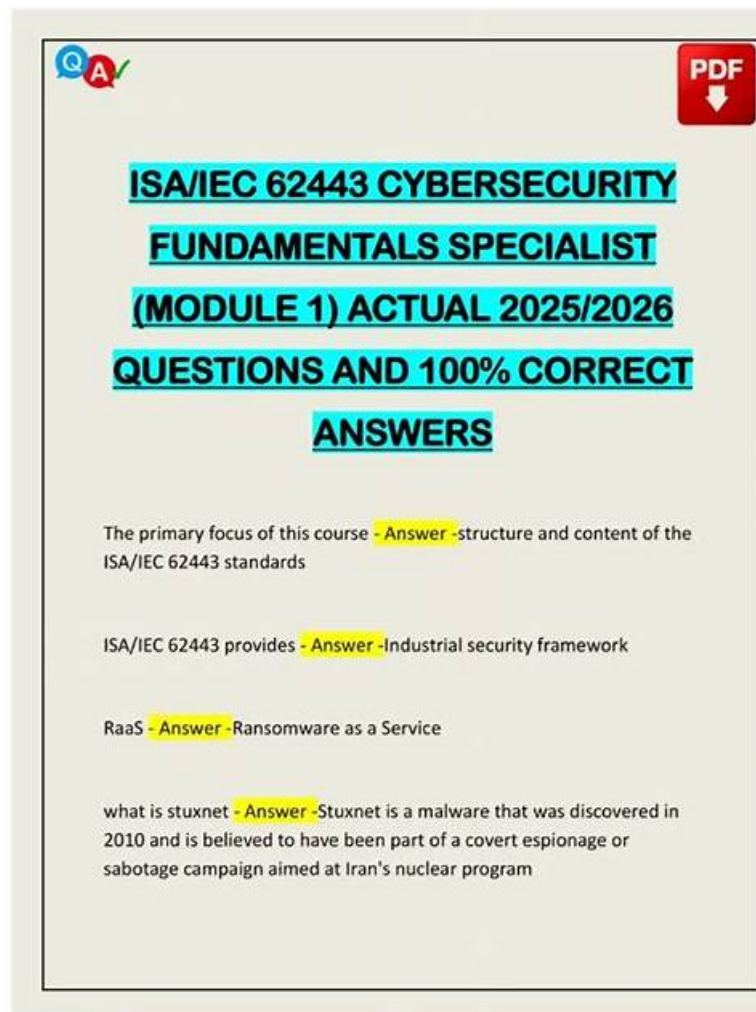 QA
PDF
ISA/IEC 62443 CYBERSECURITY
FUNDAMENTALS SPECIALIST
(MODULE 1) ACTUAL 2025/2026
QUESTIONS AND 100% CORRECT
ANSWERS
The primary focus of this course - Answer -structure and content of the
ISA/IEC 62443 standards
ISA/IEC 62443 provides - Answer -Industrial security framework
RaaS - Answer -Ransomware as a Service
what is stuxnet - Answer -Stuxnet is a malware that was discovered in
2010 and is believed to have been part of a covert espionage or
sabotage campaign aimed at Iran's nuclear program